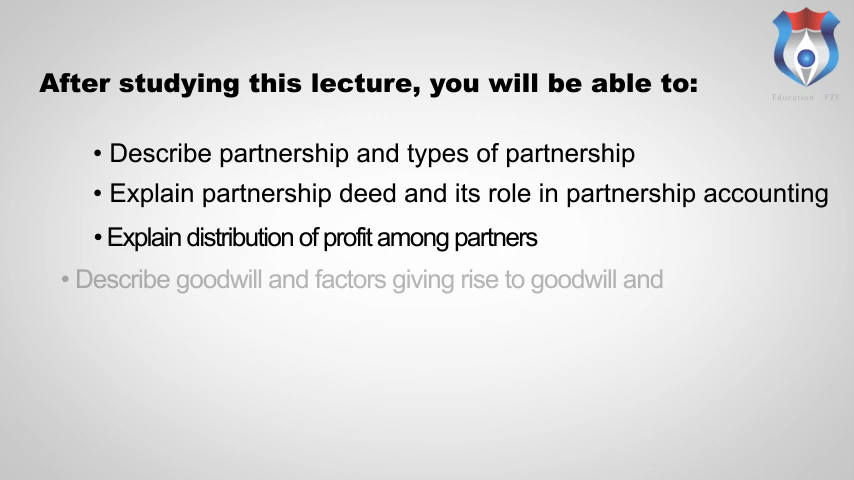 Education FZE
After studying this lecture, you will be able to:
• Describe partnership and types of partnership
• Explain partnership deed and its role in partnership accounting
• Explain distribution of profit among partners
• Describe goodwill and factors giving rise to goodwill and